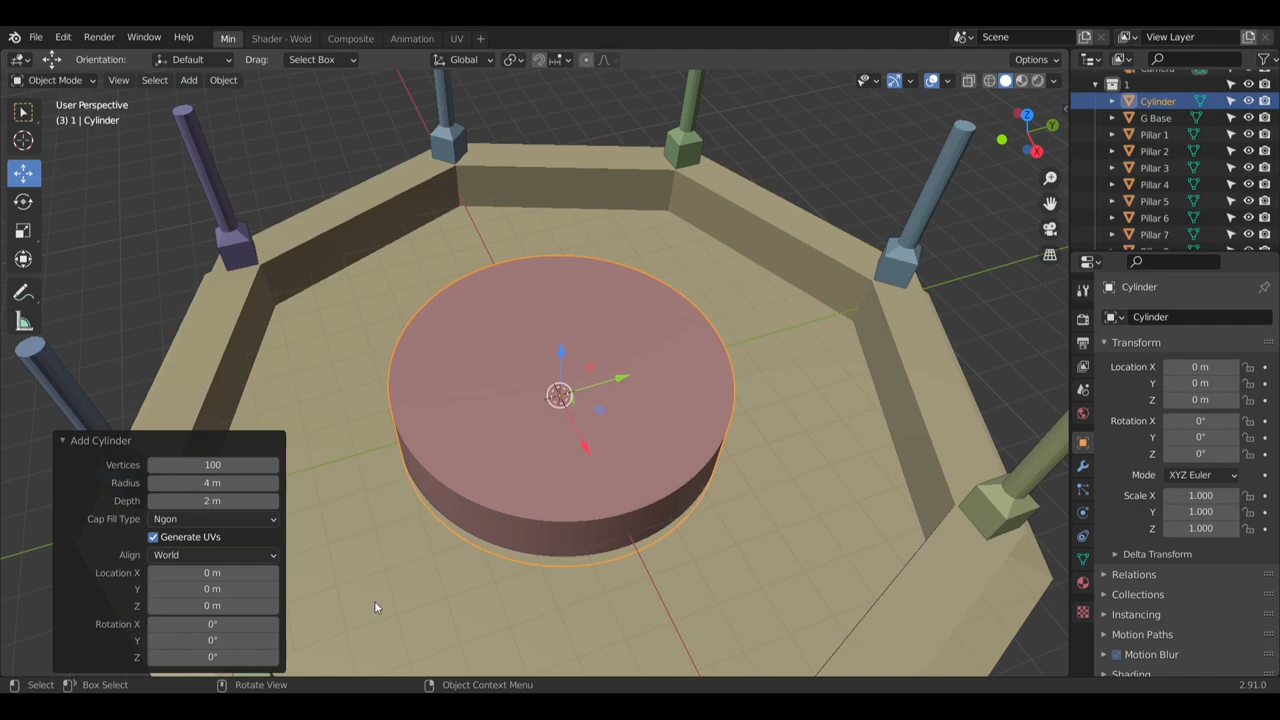 File Edit Render Window Help Min Shader - Wold Composite Animation UV + Scene View Layer
Orientation: Default Drag: Select Box Global Options
Object Mode View Select Add Object
User Perspective
(3) 1 | Cylinder
Z
Y
X
1
Cylinder
G Base
Pillar 1
Pillar 2
Pillar 3
Pillar 4
Pillar 5
Pillar 6
Pillar 7
Cylinder
Cylinder
Transform
Location X 0 m
Y 0 m
Z 0 m
Rotation X 0°
Y 0°
Z 0°
Mode XYZ Euler
Scale X 1.000
Y 1.000
Z 1.000
Delta Transform
Relations
Collections
Instancing
Motion Paths
Motion Blur
Shading
Add Cylinder
Vertices 100
Radius 4 m
Depth 2 m
Cap Fill Type Ngon
Generate UVs
Align World
Location X 0 m
Y 0 m
Z 0 m
Rotation X 0°
Y 0°
Z 0°
Select Box Select Rotate View Object Context Menu 2.91.0